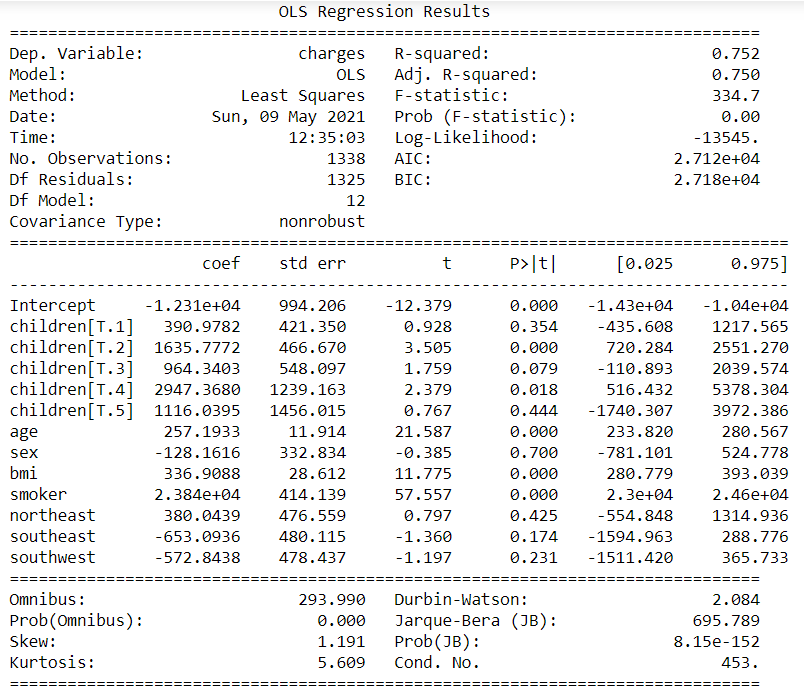 OLS Regression Results
==============================================================================
Dep. Variable:                charges   R-squared:                       0.752
Model:                            OLS   Adj. R-squared:                  0.750
Method:                 Least Squares   F-statistic:                     334.7
Date:                Sun, 09 May 2021   Prob (F-statistic):               0.00
Time:                        12:35:03   Log-Likelihood:                -13545.
No. Observations:                1338   AIC:                         2.712e+04
Df Residuals:                    1325   BIC:                         2.718e+04
Df Model:                          12
Covariance Type:            nonrobust
=================================================================================
                    coef    std err          t      P>|t|      [0.025      0.975]
---------------------------------------------------------------------------------
Intercept     -1.231e+04    994.206    -12.379      0.000   -1.43e+04   -1.04e+04
children[T.1]   390.9782    421.350      0.928      0.354    -435.608    1217.565
children[T.2]  1635.7772    466.670      3.505      0.000     720.284    2551.270
children[T.3]   964.3403    548.097      1.759      0.079    -110.893    2039.574
children[T.4]  2947.3680   1239.163      2.379      0.018     516.432    5378.304
children[T.5]  1116.0395   1456.015      0.767      0.444   -1740.307    3972.386
age             257.1933     11.914     21.587      0.000     233.820     280.567
sex            -128.1616    332.834     -0.385      0.700    -781.101     524.778
bmi             336.9088     28.612     11.775      0.000     280.779     393.039
smoker         2.384e+04    414.139     57.557      0.000     2.3e+04    2.46e+04
northeast       380.0439    476.559      0.797      0.425    -554.848    1314.936
southeast      -653.0936    480.115     -1.360      0.174   -1594.963     288.776
southwest      -572.8438    478.437     -1.197      0.231   -1511.420     365.733
==============================================================================
Omnibus:                      293.990   Durbin-Watson:                   2.084
Prob(Omnibus):                  0.000   Jarque-Bera (JB):              695.789
Skew:                           1.191   Prob(JB):                    8.15e-152
Kurtosis:                       5.609   Cond. No.                         453.
==============================================================================